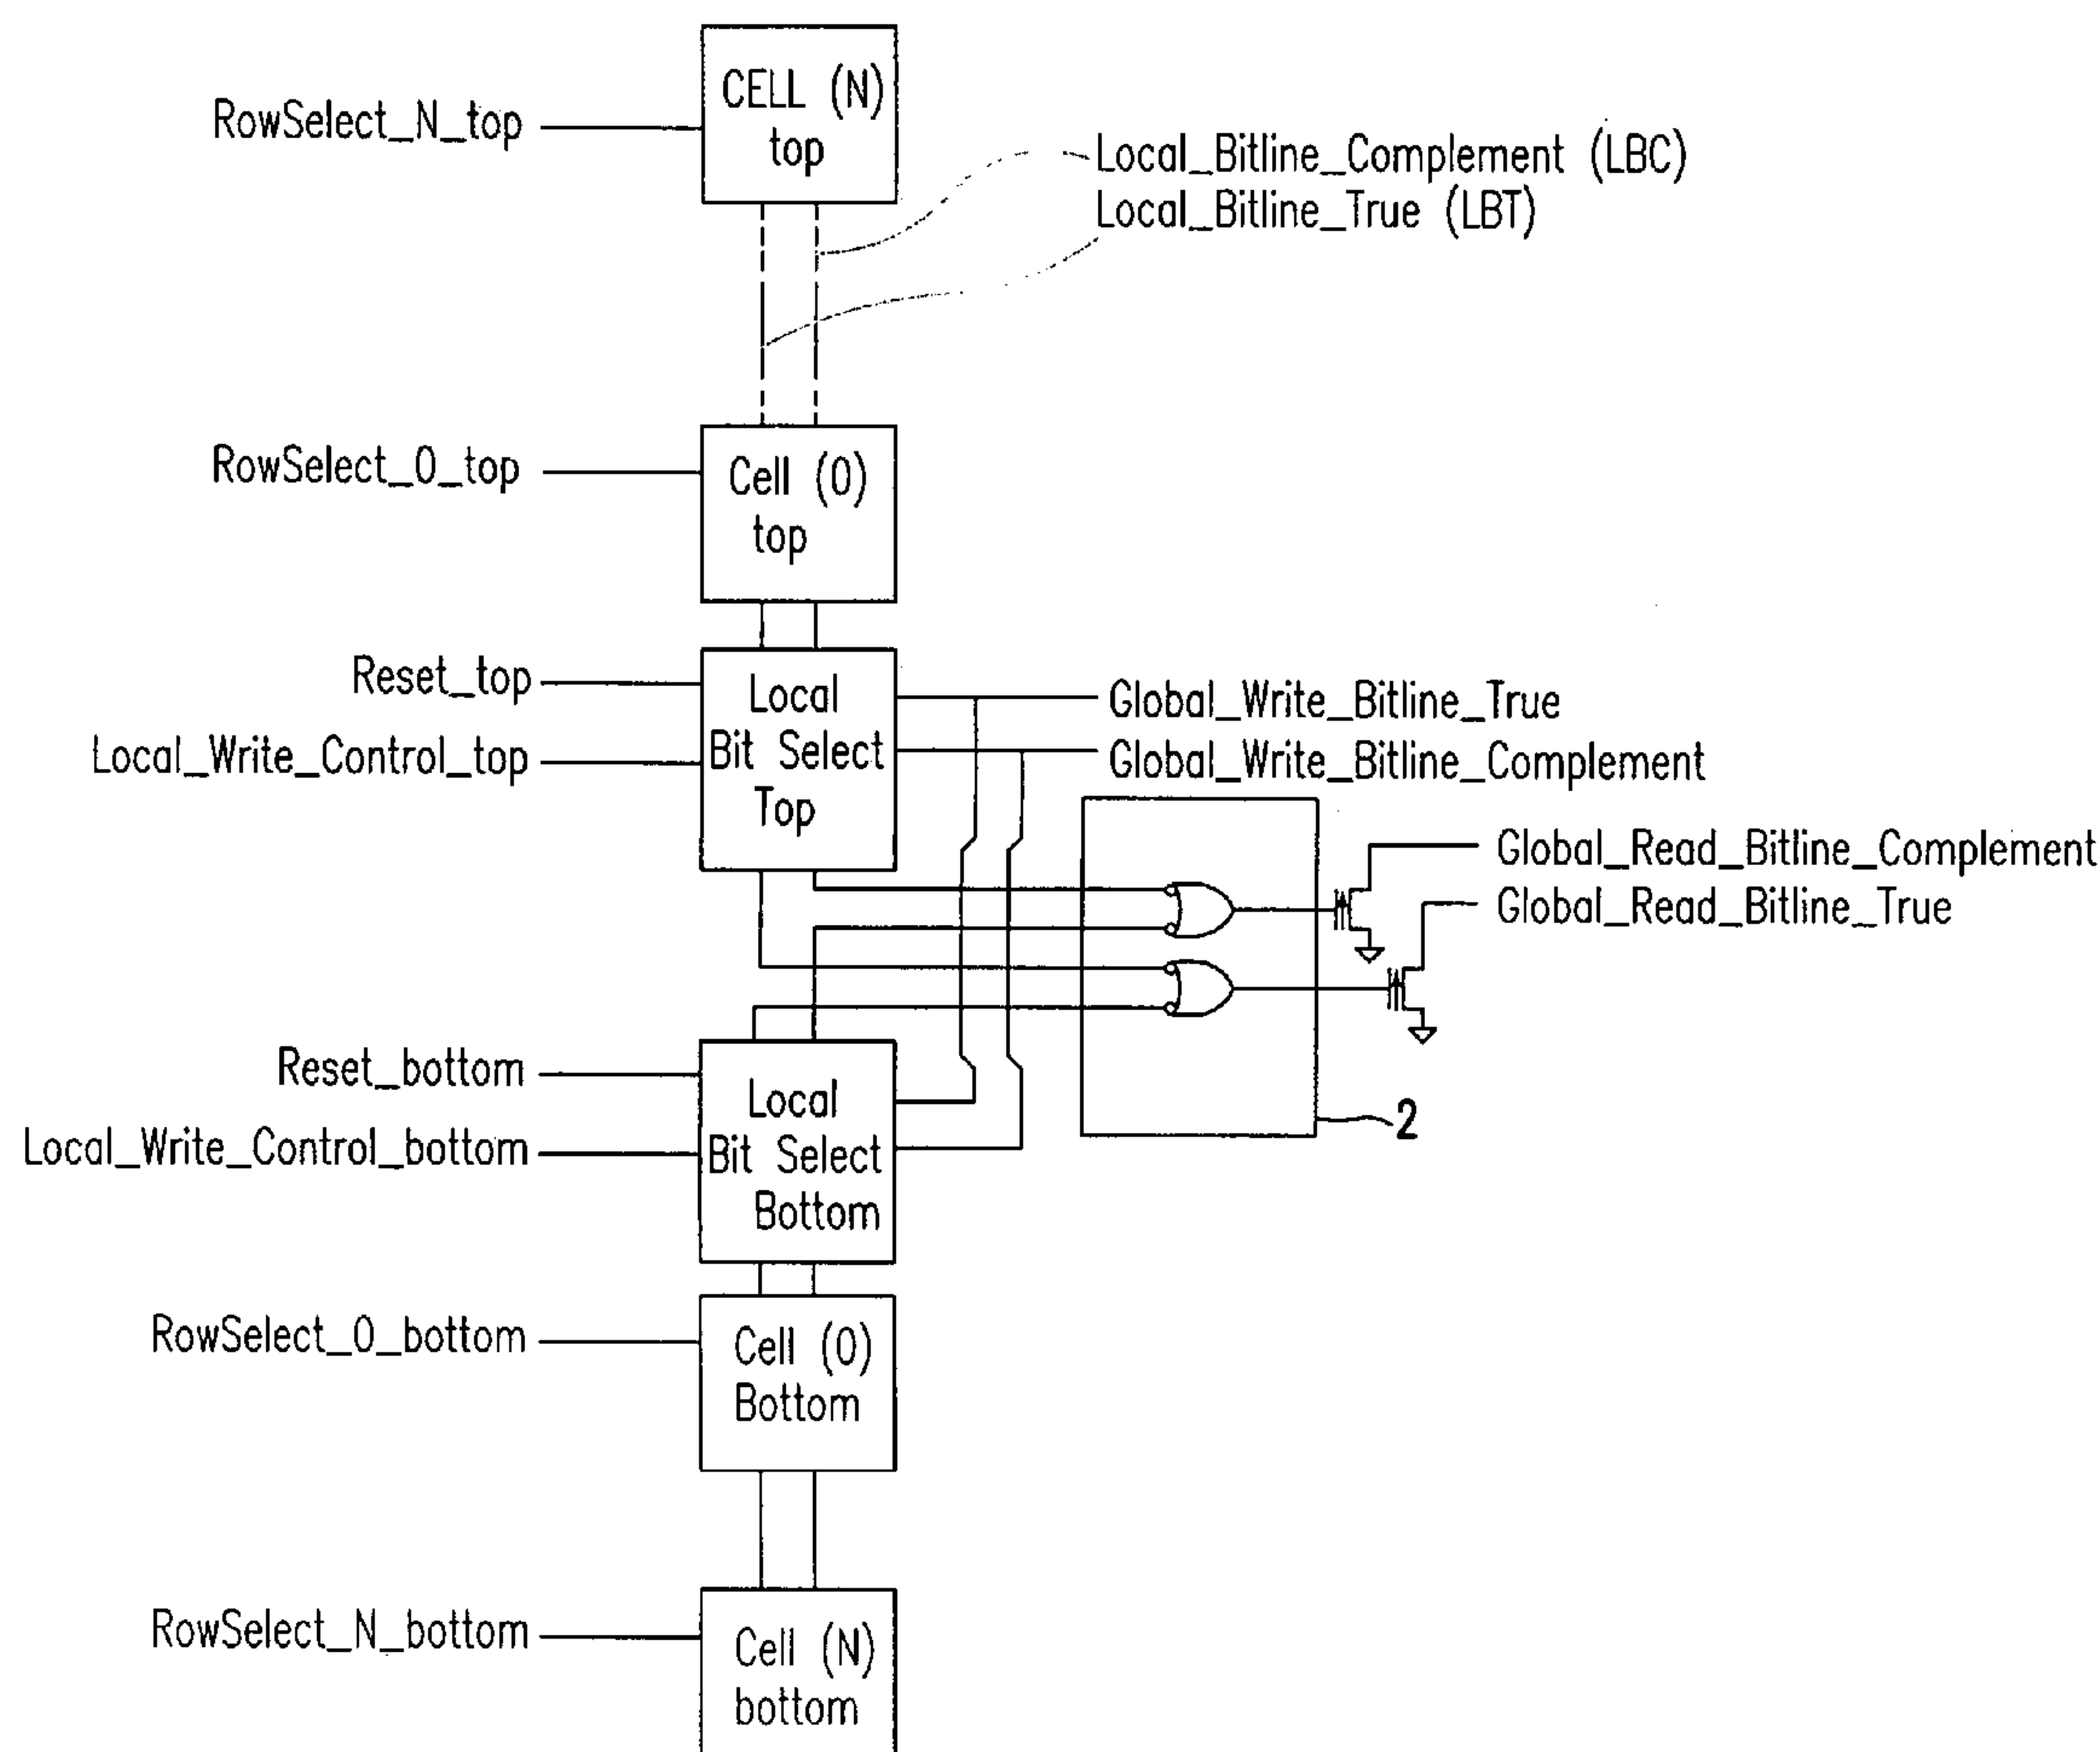 CELL (N)
top
RowSelect_N_top
Local_Bitline_Complement (LBC)
Local_Bitline_True (LBT)
RowSelect_0_top
Cell (0)
top
Reset_top
Local_Write_Control_top
Local
Bit Select
Top
Global_Write_Bitline_True
Global_Write_Bitline_Complement
Global_Read_Bitline_Complement
Global_Read_Bitline_True
Reset_bottom
Local_Write_Control_bottom
Local
Bit Select
Bottom
2
RowSelect_0_bottom
Cell (0)
Bottom
RowSelect_N_bottom
Cell (N)
bottom